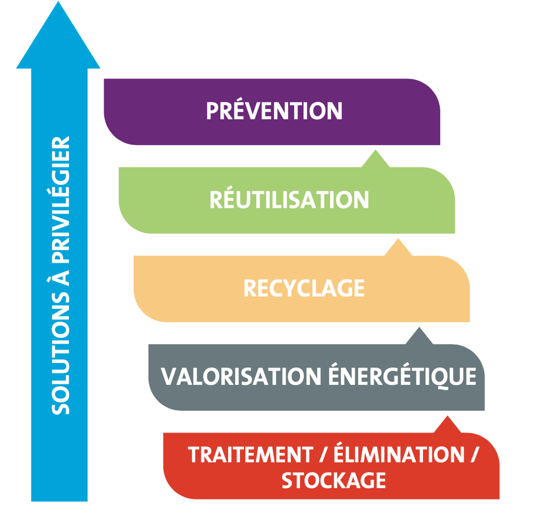 SOLUTIONS À PRIVILÉGIER
PRÉVENTION
RÉUTILISATION
RECYCLAGE
VALORISATION ÉNERGÉTIQUE
TRAITEMENT / ÉLIMINATION /
STOCKAGE